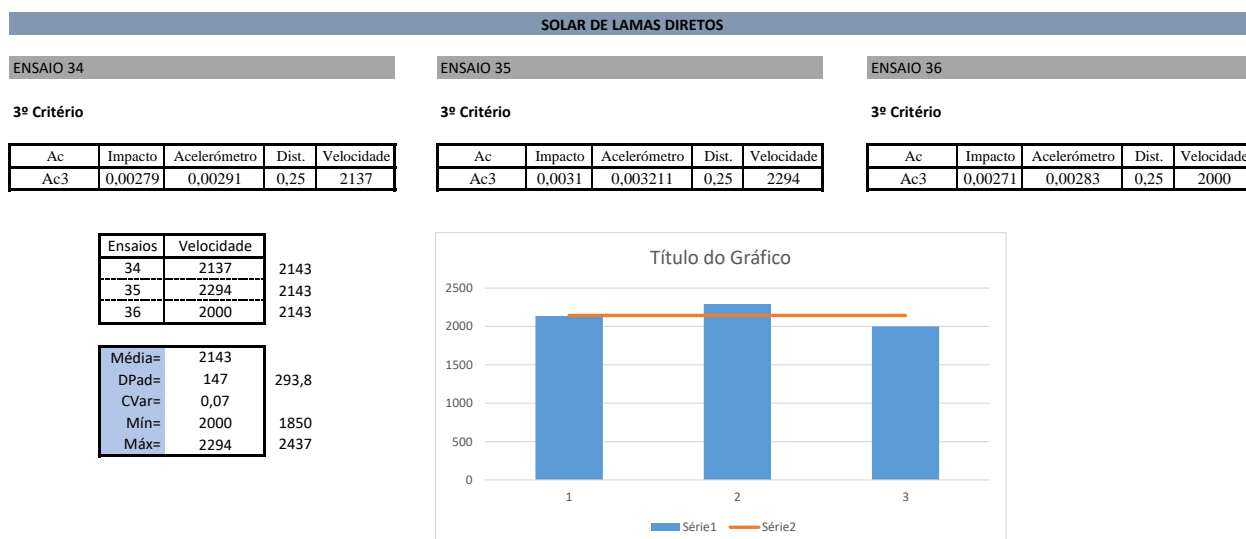 SOLAR DE LAMAS DIRETOS
ENSAIO 34
3º Critério
Ac Impacto Acelerómetro Dist. Velocidade
Ac3 0,00279 0,00291 0,25 2137
ENSAIO 35
3º Critério
Ac Impacto Acelerómetro Dist. Velocidade
Ac3 0,0031 0,003211 0,25 2294
ENSAIO 36
3º Critério
Ac Impacto Acelerómetro Dist. Velocidade
Ac3 0,00271 0,00283 0,25 2000
Ensaios Velocidade
34 2137 2143
35 2294 2143
36 2000 2143
Média= 2143
DPad= 147 293,8
CVar= 0,07
Mín= 2000 1850
Máx= 2294 2437
Título do Gráfico
2500
2000
1500
1000
500
0
1 2 3
Série1 Série2